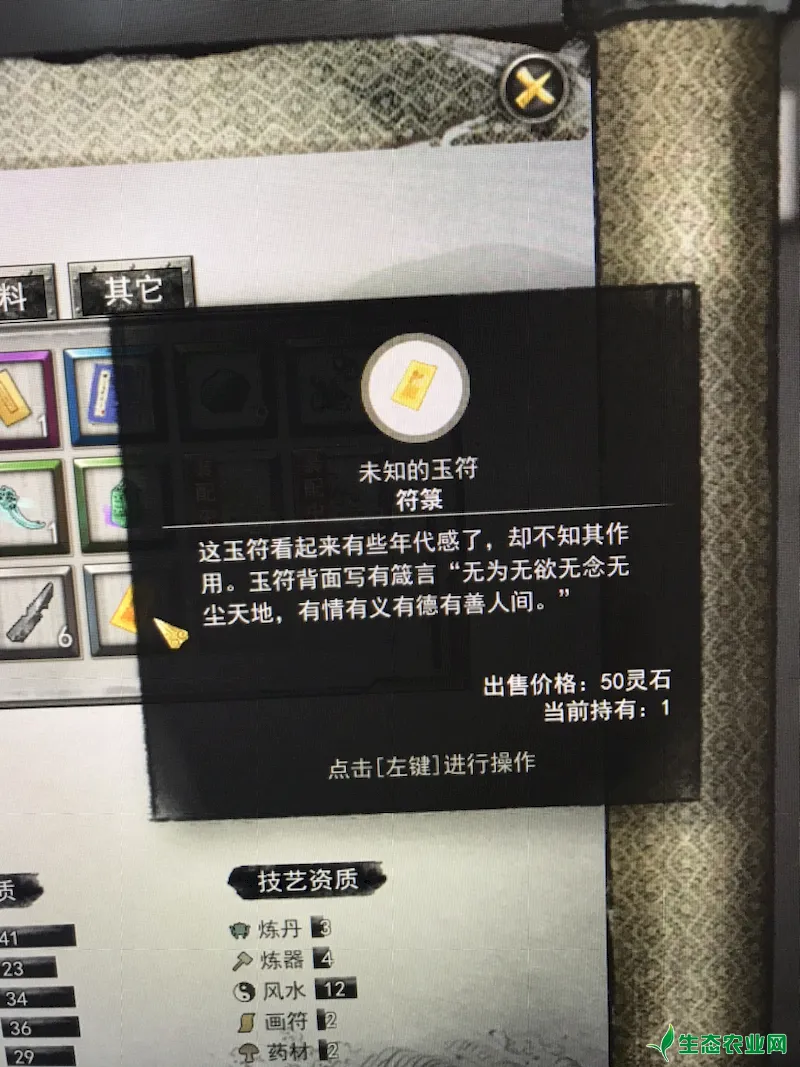 料
其它
1
1
6
未知的玉符
符箓
这玉符看起来有些年代感了，却不知其作
用。玉符背面写有箴言“无为无欲无念无
尘天地，有情有义有德有善人间。”
出售价格：50灵石
当前持有：1
点击[左键]进行操作
质
41
23
34
36
29
技艺资质
炼丹 3
炼器 4
风水 12
画符 2
药材 2
生态农业网